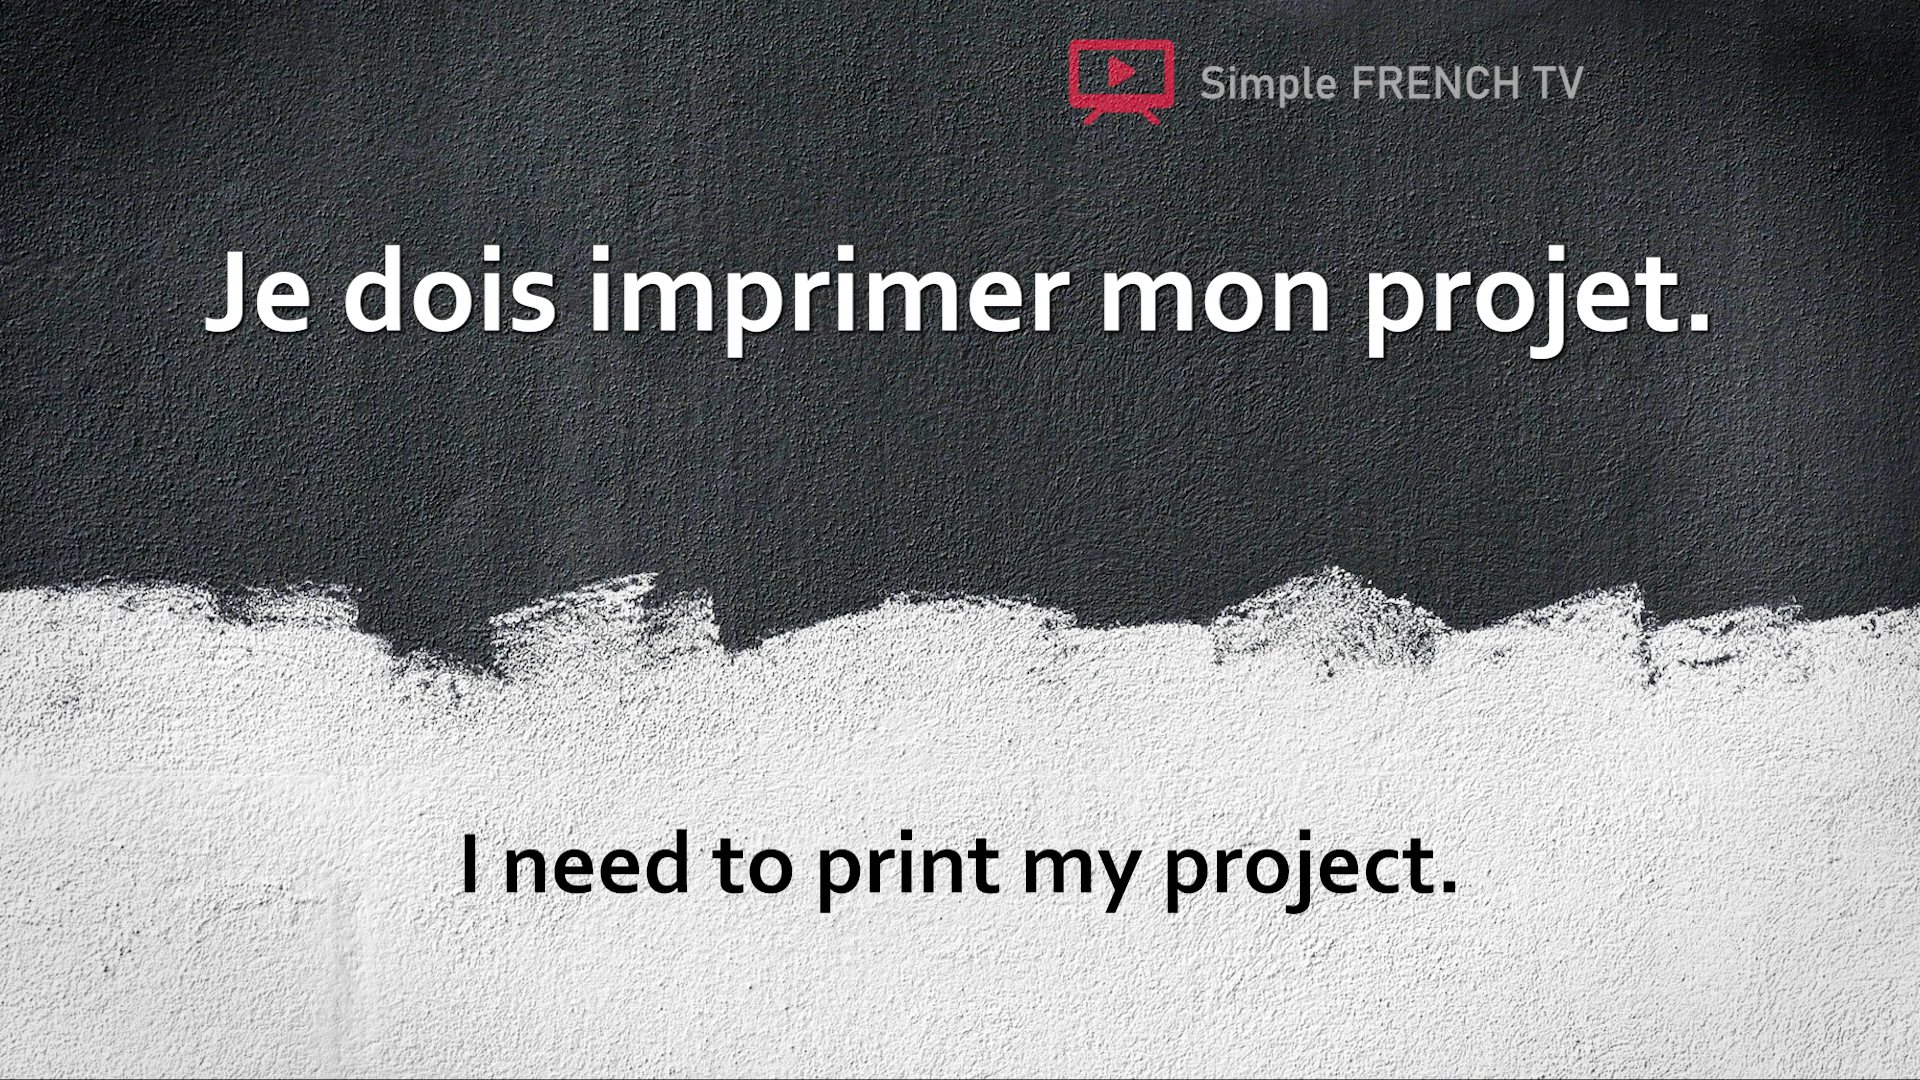 Simple FRENCH TV
Je dois imprimer mon projet.
I need to print my project.